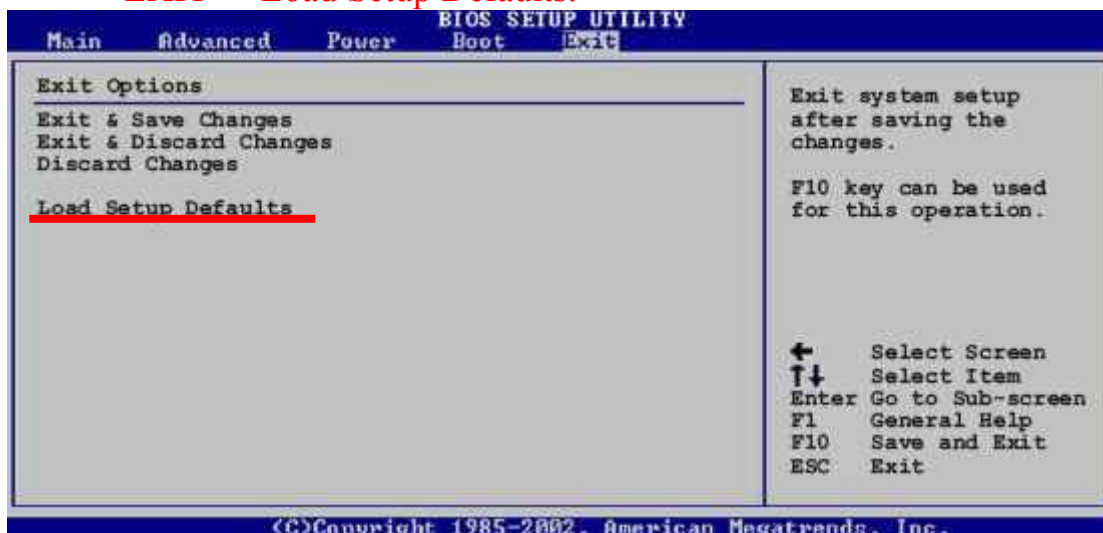 Load Setup Defaults.
BIOS SETUP UTILITY
Main Advanced Power Boot Exit
Exit Options
Exit & Save Changes
Exit & Discard Changes
Discard Changes
Load Setup Defaults
Exit system setup
after saving the
changes.
F10 key can be used
for this operation.
← Select Screen
↑↓ Select Item
Enter Go to Sub-screen
F1 General Help
F10 Save and Exit
ESC Exit
(C)Copyright 1985-2002, American Megatrends, Inc.